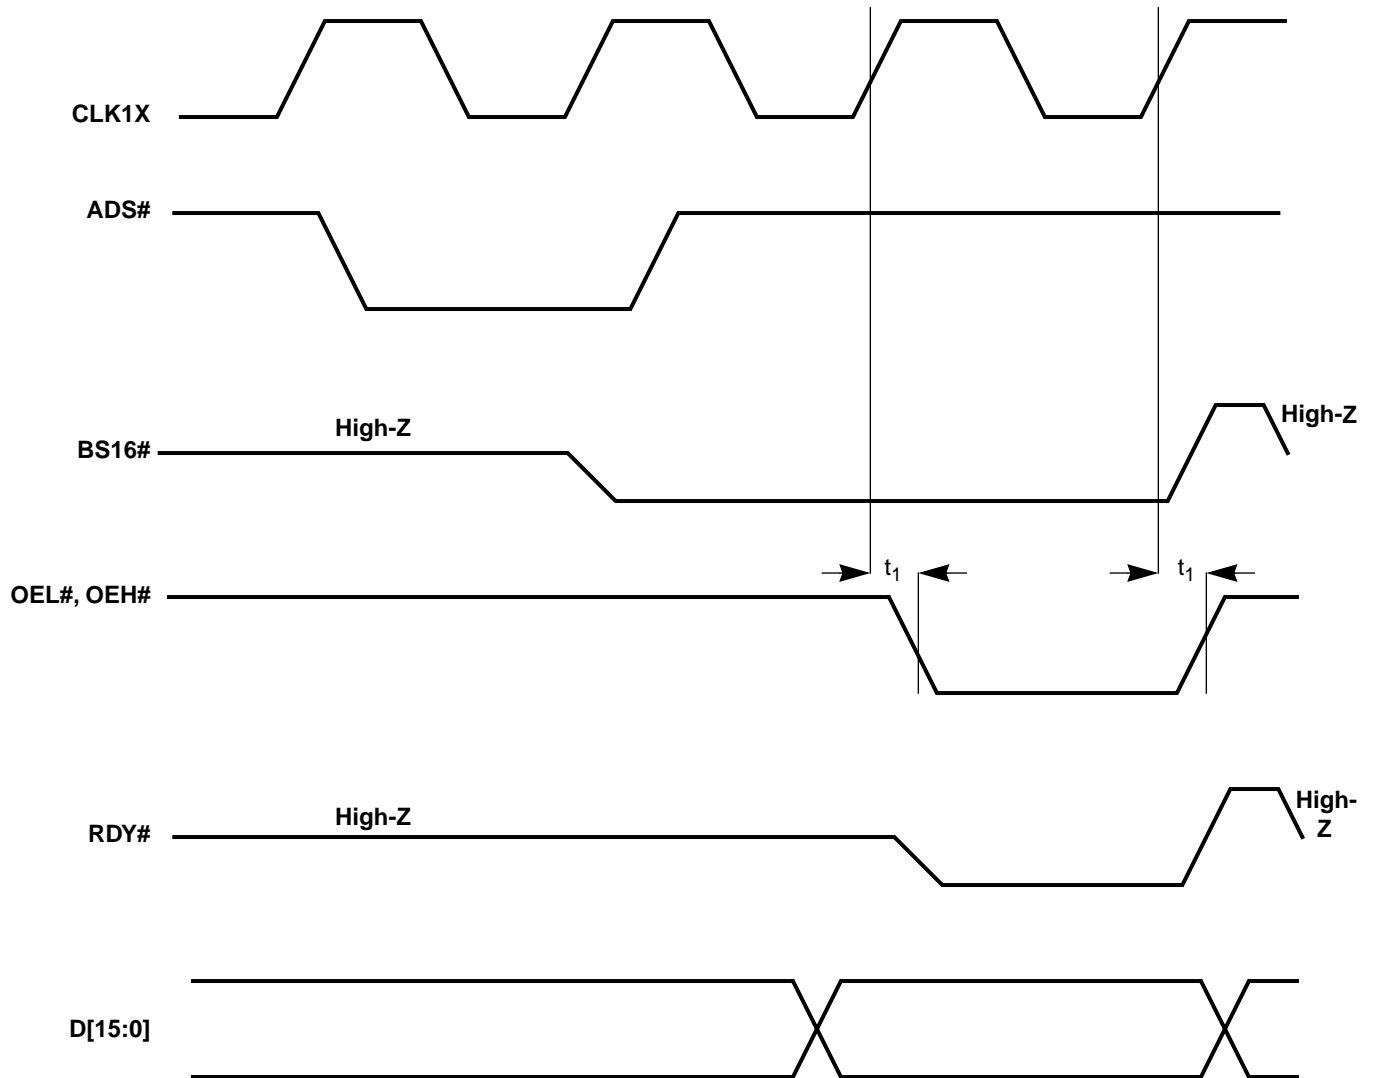 CLK1X
ADS#
High-Z
High-Z
BS16#
t1
t1
OEL#, OEH#
High-Z
High-
Z
RDY#
D[15:0]